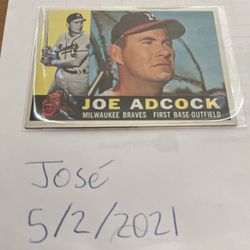 JOE ADCOCK
MILWAUKEE BRAVES FIRST BASE-OUTFIELD
José
5/2/2021